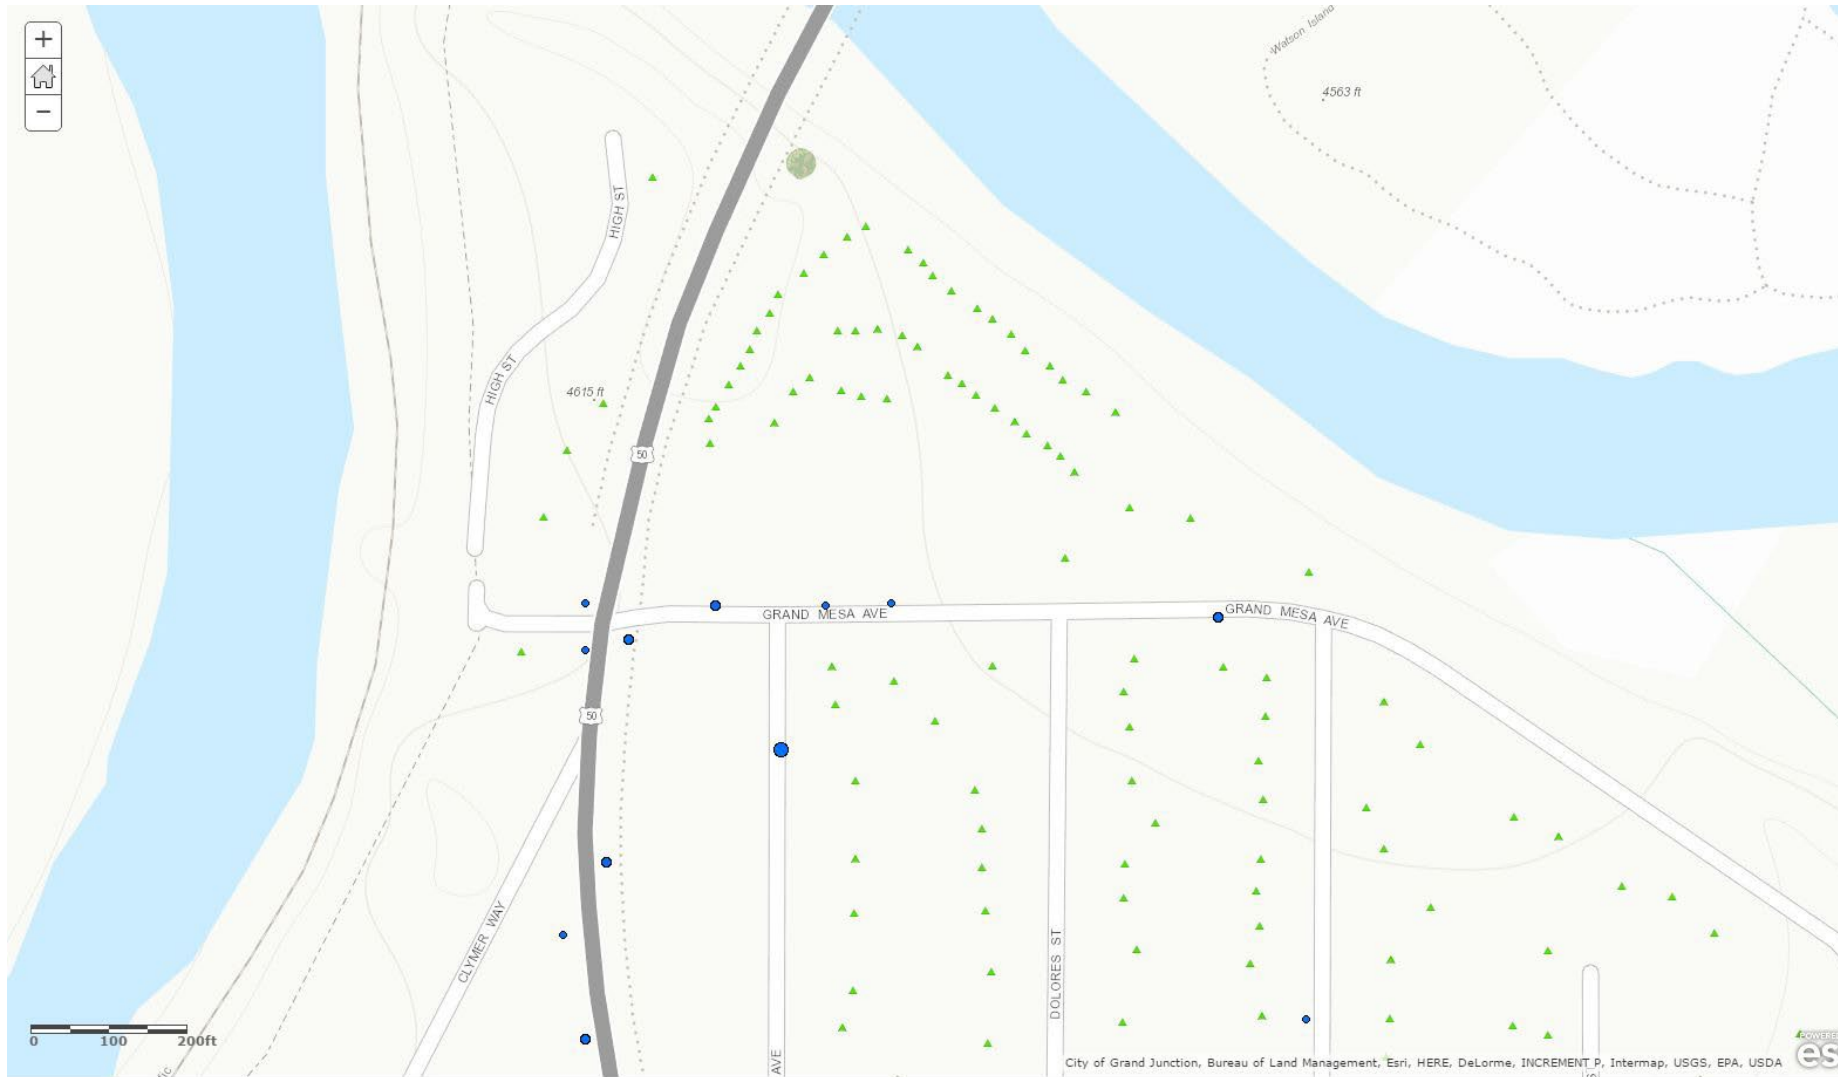 +
−
Watson Island
4563 ft
HIGH ST
HIGH ST
4615 ft
50
GRAND MESA AVE
GRAND MESA AVE
50
CLYMER WAY
DOLORES ST
AVE
0 100 200ft
City of Grand Junction, Bureau of Land Management, Esri, HERE, DeLorme, INCREMENT P, Intermap, USGS, EPA, USDA
POWERE
es